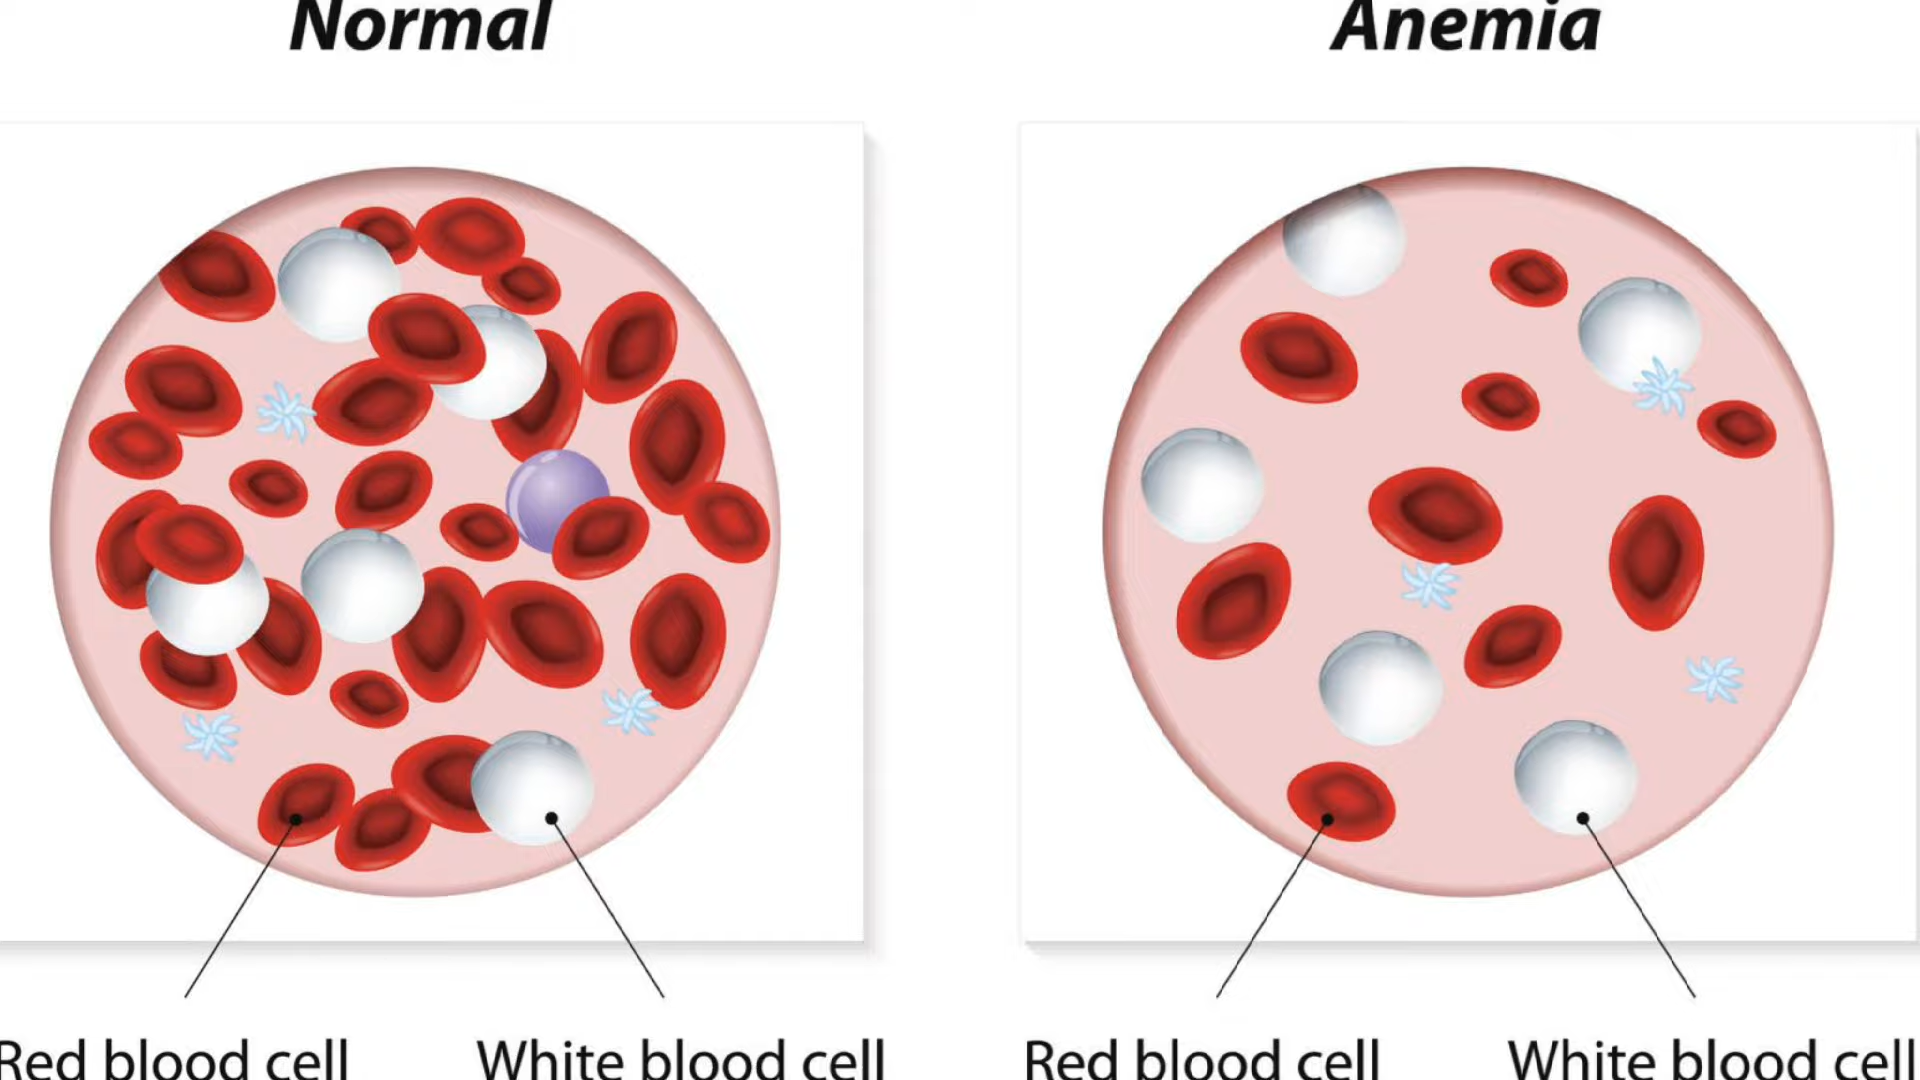 Normal
Anemia
Red blood cell
White blood cell
Red blood cell
White blood cell